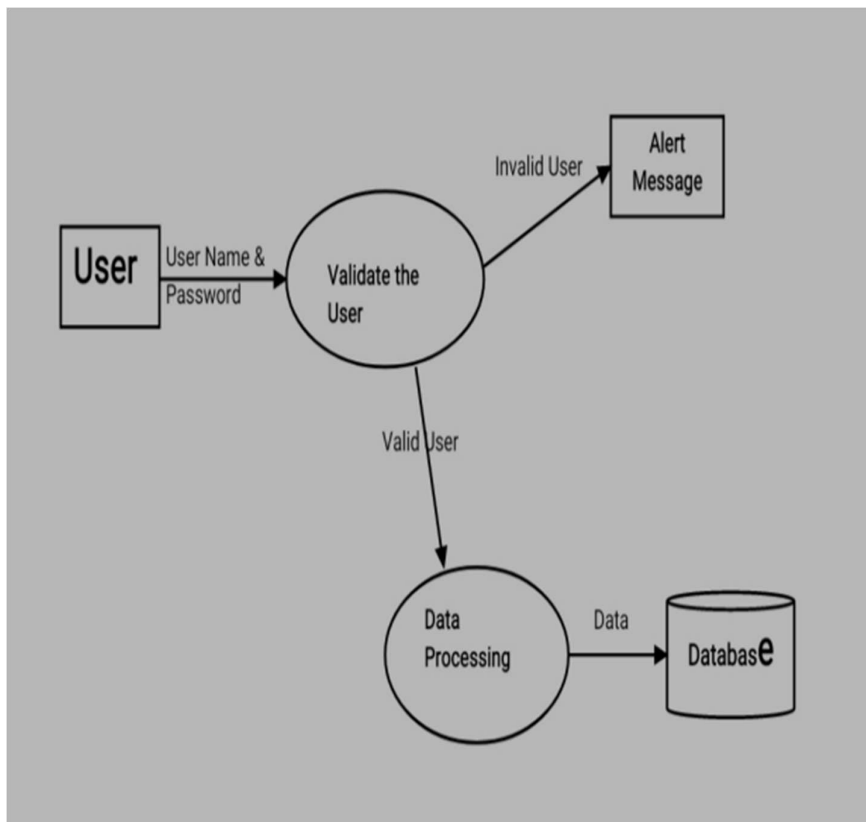 User
User Name &
Password
Validate the
User
Invalid User
Alert
Message
Valid User
Data
Processing
Data
Database